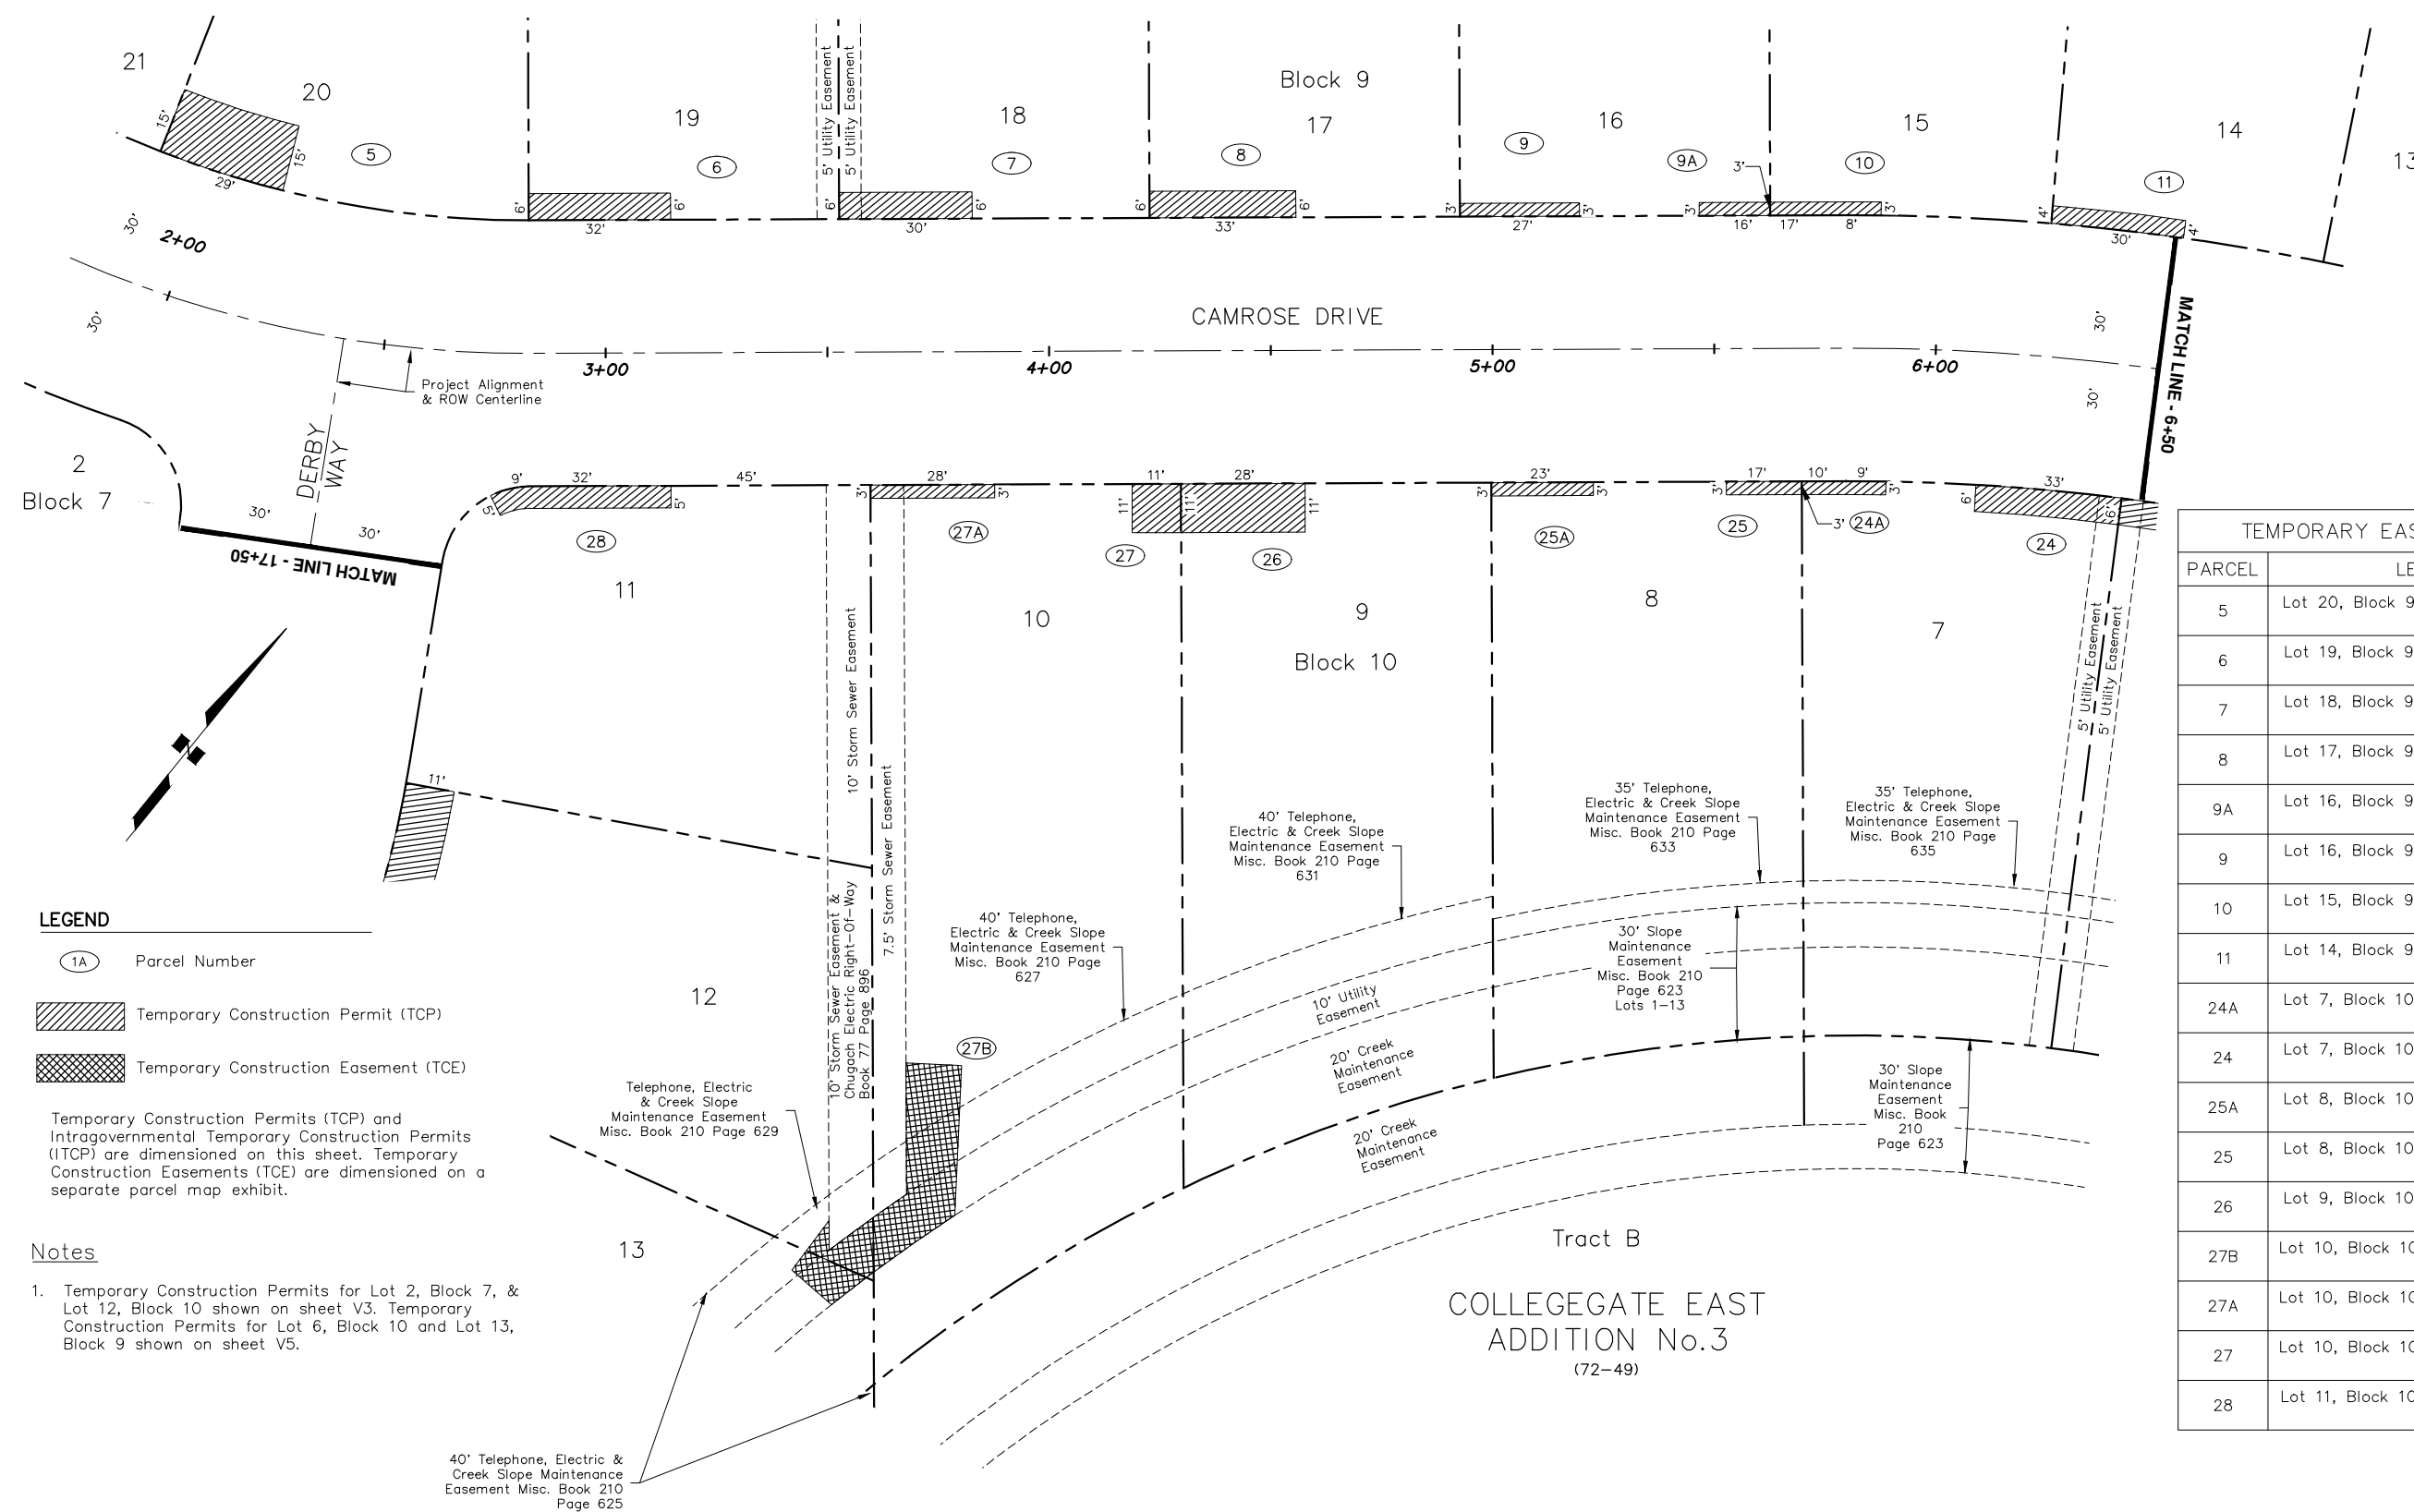 21
20
15'
15'
29'
5
19
6
6'
6'
32'
5' Utility Easement
5' Utility Easement
18
7
6'
6'
30'
Block 9
17
8
6'
6'
33'
16
9
3'
3'
27'
9A
3'
3'
16'
17'
8'
15
10
3'
14
11
4'
4'
30'
13
30'
2+00
30'
CAMROSE DRIVE
3+00
4+00
5+00
6+00
30'
30'
MATCH LINE - 6+50
Project Alignment
& ROW Centerline
DERBY
WAY
2
Block 7
30'
30'
MATCH LINE - 17+50
9'
32'
5'
5'
28
11
45'
3'
28'
3'
27A
10
11'
11'
11'
27
28'
11'
26
9
Block 10
23'
3'
3'
25A
8
17'
3'
25
10'
9'
3'
3'
24A
7
33'
6'
6'
24
5' Utility Easement
5' Utility Easement
10' Storm Sewer Easement
7.5' Storm Sewer Easement
10' Storm Sewer Easement &
Chugach Electric Right-Of-Way
Book 77 Page 896
11'
12
13
27B
40' Telephone,
Electric & Creek Slope
Maintenance Easement
Misc. Book 210 Page
627
40' Telephone,
Electric & Creek Slope
Maintenance Easement
Misc. Book 210 Page
631
35' Telephone,
Electric & Creek Slope
Maintenance Easement
Misc. Book 210 Page
633
35' Telephone,
Electric & Creek Slope
Maintenance Easement
Misc. Book 210 Page
635
30' Slope
Maintenance
Easement
Misc. Book 210
Page 623
Lots 1-13
10' Utility
Easement
20' Creek
Maintenance
Easement
20' Creek
Maintenance
Easement
30' Slope
Maintenance
Easement
Misc. Book
210
Page 623
Telephone, Electric
& Creek Slope
Maintenance Easement
Misc. Book 210 Page 629
40' Telephone, Electric &
Creek Slope Maintenance
Easement Misc. Book 210
Page 625
Tract B
COLLEGEGATE EAST
ADDITION No.3
(72-49)
N
LEGEND
1A Parcel Number
Temporary Construction Permit (TCP)
Temporary Construction Easement (TCE)
Temporary Construction Permits (TCP) and
Intragovernmental Temporary Construction Permits
(ITCP) are dimensioned on this sheet. Temporary
Construction Easements (TCE) are dimensioned on a
separate parcel map exhibit.
Notes
1. Temporary Construction Permits for Lot 2, Block 7, &
Lot 12, Block 10 shown on sheet V3. Temporary
Construction Permits for Lot 6, Block 10 and Lot 13,
Block 9 shown on sheet V5.
TEMPORARY EAS
PARCEL LE
5 Lot 20, Block 9
6 Lot 19, Block 9
7 Lot 18, Block 9
8 Lot 17, Block 9
9A Lot 16, Block 9
9 Lot 16, Block 9
10 Lot 15, Block 9
11 Lot 14, Block 9
24A Lot 7, Block 10
24 Lot 7, Block 10
25A Lot 8, Block 10
25 Lot 8, Block 10
26 Lot 9, Block 10
27B Lot 10, Block 10
27A Lot 10, Block 10
27 Lot 10, Block 10
28 Lot 11, Block 10